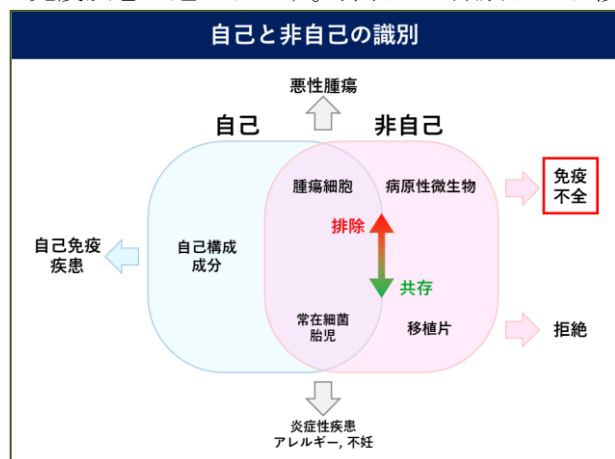 自己と非自己の識別
悪性腫瘍
自己
非自己
腫瘍細胞
病原性微生物
免疫
不全
排除
自己免疫
疾患
自己構成
成分
共存
常在細菌
胎児
移植片
拒絶
炎症性疾患
アレルギー, 不妊